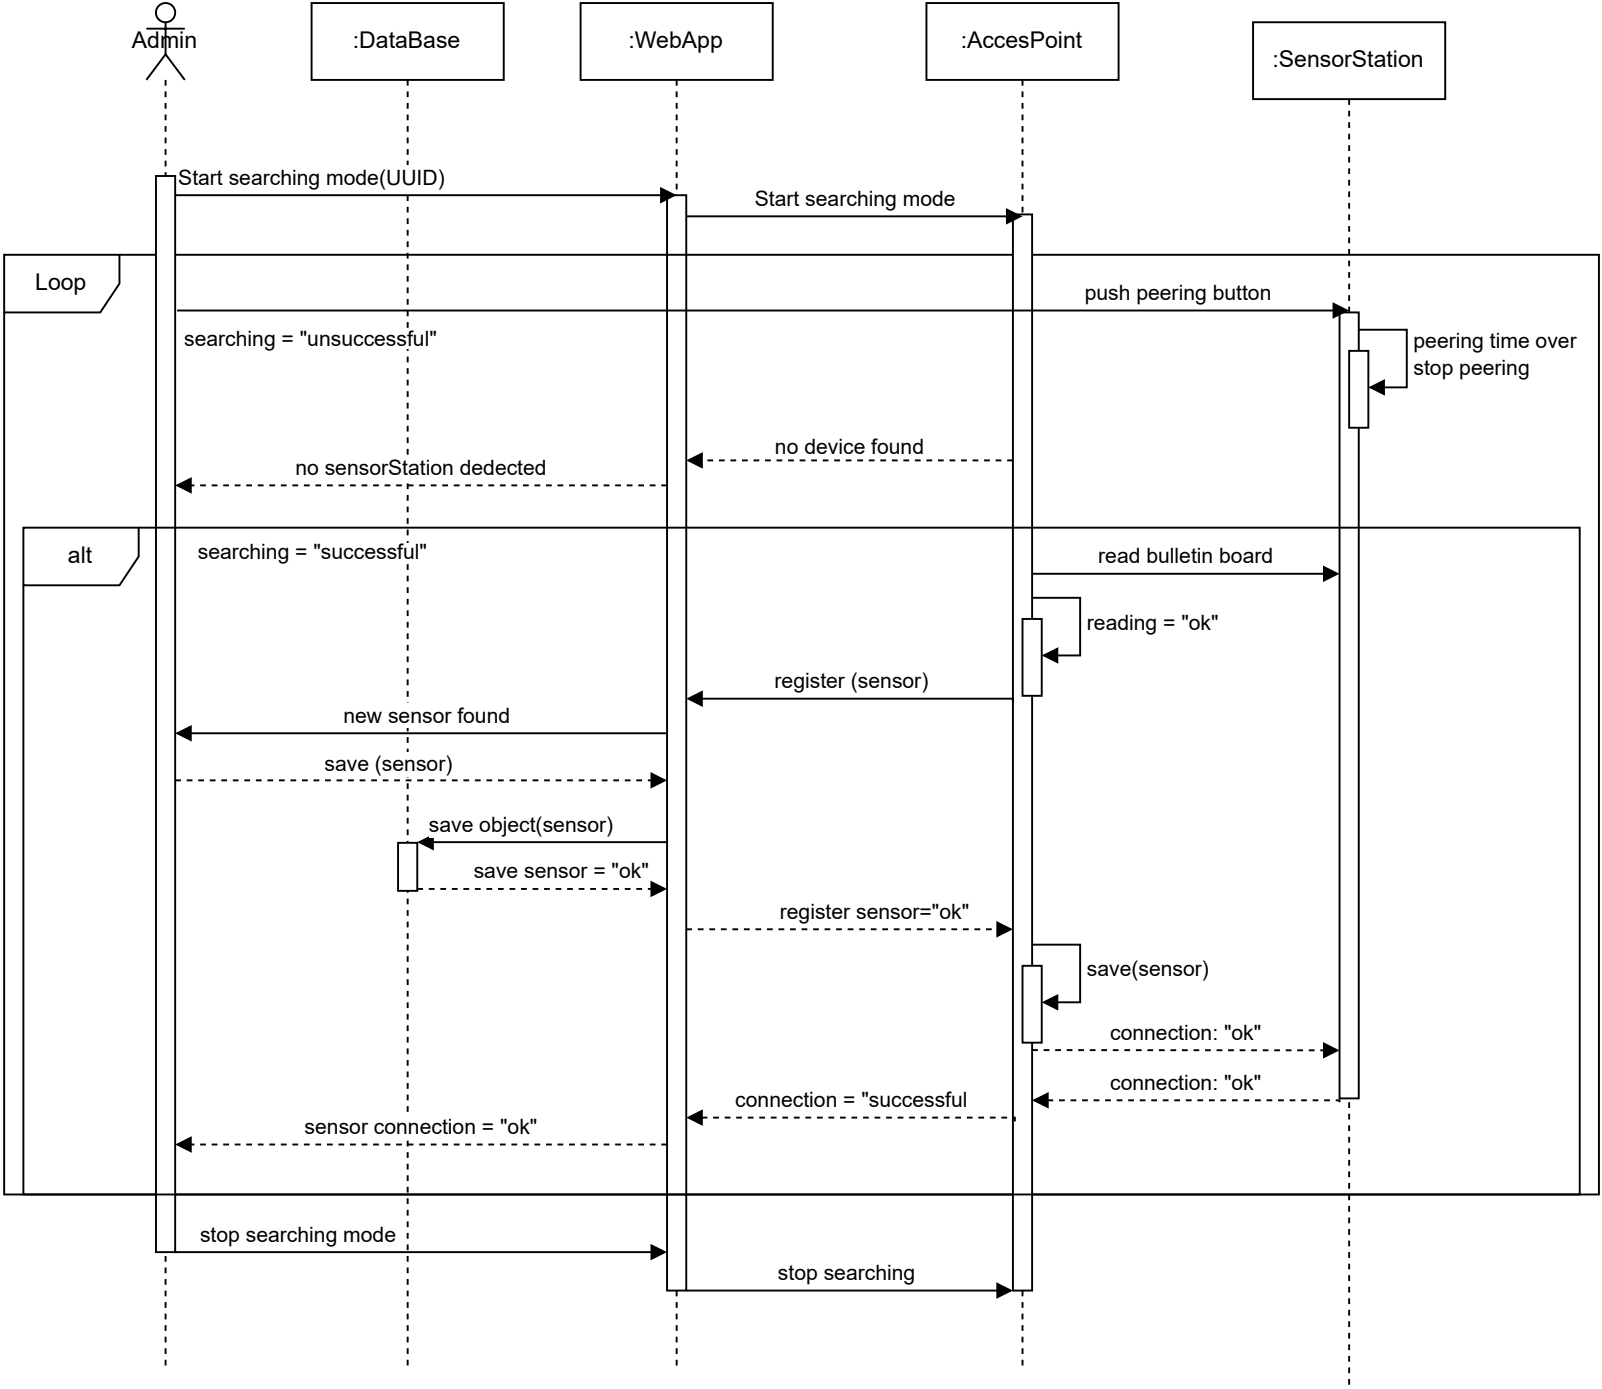 Admin
:DataBase
:WebApp
:AccesPoint
:SensorStation
Start searching mode(UUID)
Start searching mode
Loop
push peering button
searching = "unsuccessful"
peering time over
stop peering
no device found
no sensorStation dedected
alt
searching = "successful"
read bulletin board
reading = "ok"
register (sensor)
new sensor found
save (sensor)
save object(sensor)
save sensor = "ok"
register sensor="ok"
save(sensor)
connection: "ok"
connection: "ok"
connection = "successful
sensor connection = "ok"
stop searching mode
stop searching